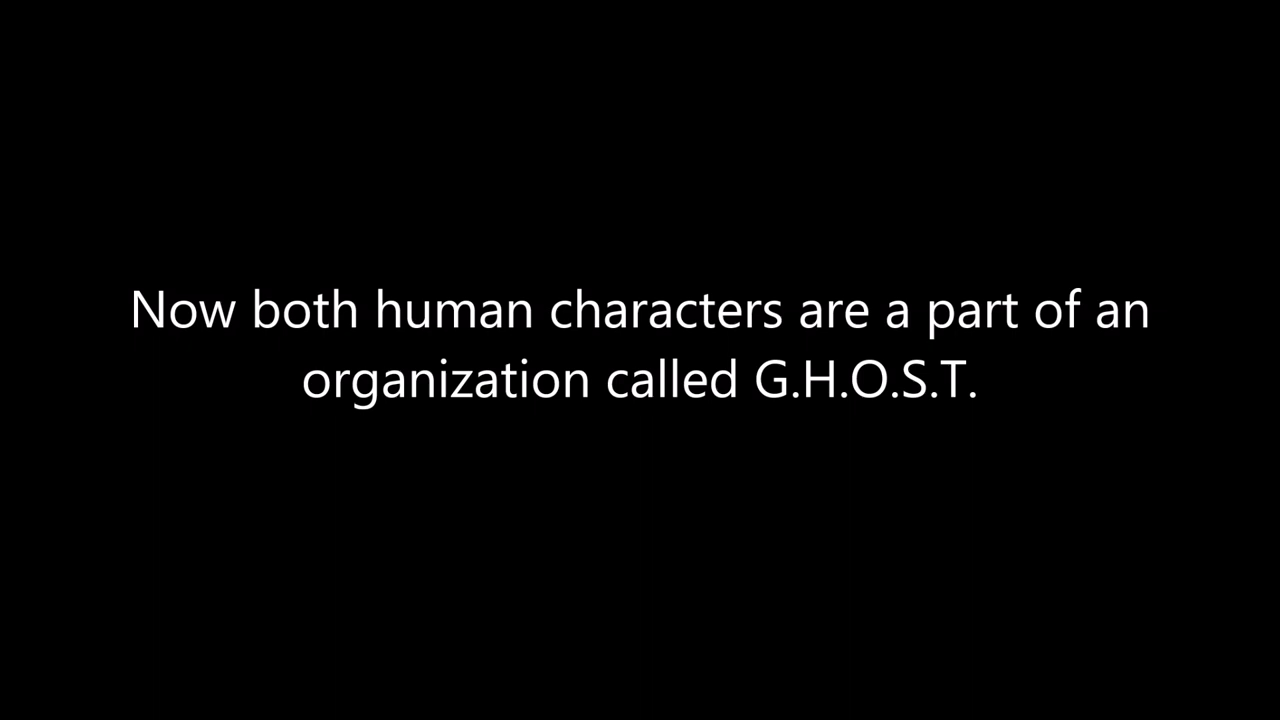 Now both human characters are a part of an
organization called G.H.O.S.T.